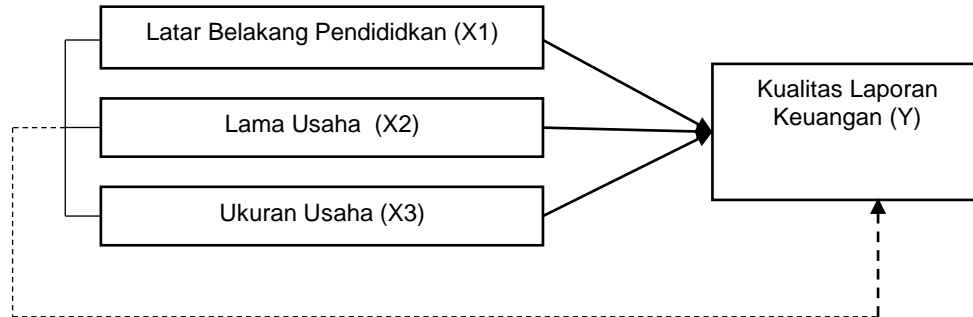 Latar Belakang Pendididkan (X1)
Lama Usaha (X2)
Ukuran Usaha (X3)
Kualitas Laporan
Keuangan (Y)